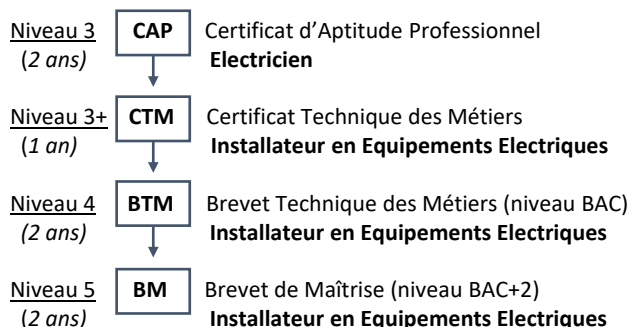 Niveau 3 CAP Certificat d’Aptitude Professionnel
(2 ans) Electricien
Niveau 3+ CTM Certificat Technique des Métiers
(1 an) Installateur en Equipements Electriques
Niveau 4 BTM Brevet Technique des Métiers (niveau BAC)
(2 ans) Installateur en Equipements Electriques
Niveau 5 BM Brevet de Maîtrise (niveau BAC+2)
(2 ans) Installateur en Equipements Electriques